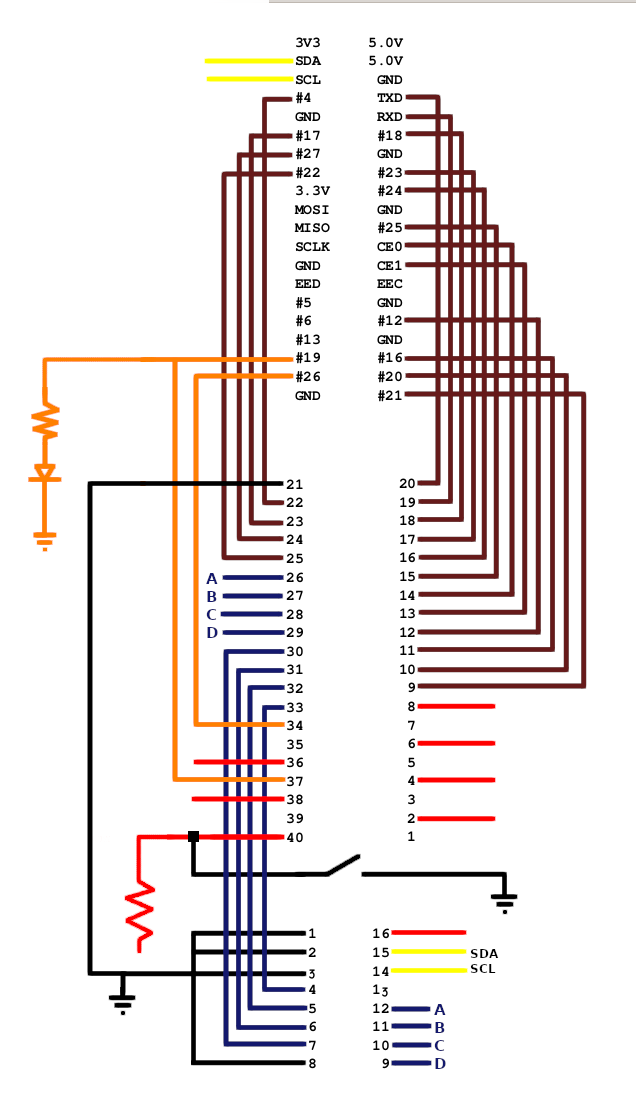 3V3 5.0V
SDA 5.0V
SCL GND
#4 TXD
GND RXD
#17 #18
#27 GND
#22 #23
3.3V #24
MOSI GND
MISO #25
SCLK CE0
GND CE1
EED EEC
#5 GND
#6 #12
#13 GND
#19 #16
#26 #20
GND #21
21 20
22 19
23 18
24 17
25 16
A 26 15
B 27 14
C 28 13
D 29 12
30 11
31 10
32 9
33 8
34 7
35 6
36 5
37 4
38 3
39 2
40 1
1 16
2 15 SDA
3 14 SCL
4 13
5 12 A
6 11 B
7 10 C
8 9 D